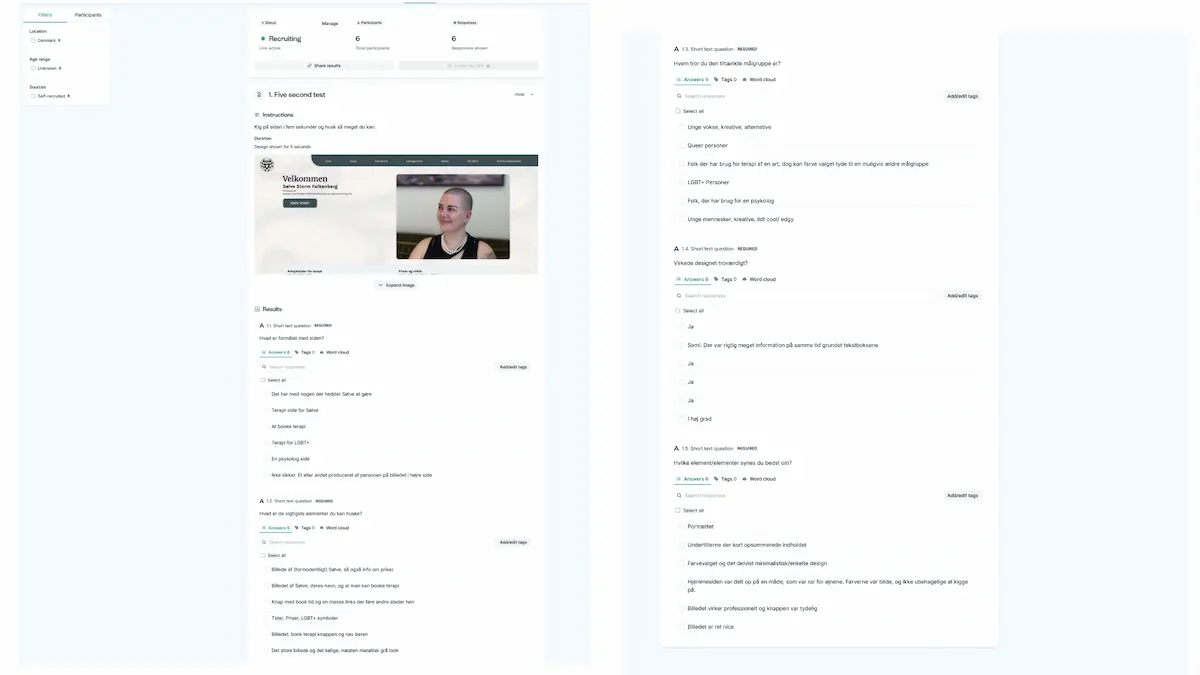 Filters
Participants
Location
Denmark 6
Age range
Unknown 6
Sources
Self-recruited 6
Status
Manage
Participants
Responses
Recruiting
6
6
Link active
Total participants
Responses shown
Share results
1. Five second test
Hide
Instructions
Kig på siden i fem sekunder og husk så meget du kan.
Duration
Design shown for 5 seconds
Velkommen
Sølve Storm Falkenberg
Expand image
Results
1.1. Short text question REQUIRED
Hvad er formålet med siden?
Answers 6
Tags 0
Word cloud
Search responses
Add/edit tags
Select all
Det har med nogen der hedder Sølve at gøre
Terapi-side for Sølve
At booke terapi
Terapi for LGBT+
En psykolog side
Ikke sikker. Et eller andet produceret af personen på billedet i højre side
1.2. Short text question REQUIRED
Hvad er de vigtigste elementer du kan huske?
Answers 6
Tags 0
Word cloud
Search responses
Add/edit tags
Select all
Billede af (formodentligt) Sølve, så også info om priser
Billedet af Sølve, deres navn, og at man kan booke terapi
Knap med book tid og en masse links der føre andre steder hen
Tider, Priser, LGBT+ symboler
Billedet, book terapi knappen og nav baren
Det store billede og det kølige, næsten metallisk grå look
1.3. Short text question REQUIRED
Hvem tror du den tiltænkte målgruppe er?
Answers 6
Tags 0
Word cloud
Search responses
Add/edit tags
Select all
Unge vokse, kreative, alternative
Queer personer
Folk der har brug for terapi af en art, dog kan farve valget tyde til en muligvis ældre målgruppe
LGBT+ Personer
Folk, der har brug for en psykolog
Unge mennesker, kreative, lidt cool/ edgy
1.4. Short text question REQUIRED
Virkede designet troværdigt?
Answers 6
Tags 0
Word cloud
Search responses
Add/edit tags
Select all
Ja
Semi. Der var rigtig meget information på samme tid grundet tekstboksene
Ja
Ja
Ja
I høj grad
1.5. Short text question REQUIRED
Hvilke element/elementer synes du bedst om?
Answers 6
Tags 0
Word cloud
Search responses
Add/edit tags
Select all
Portrættet
Undertitlerne der kort opsummerede indholdet
Farvevalget og det delvist minimalistisk/enkelte design
Hjemmesiden var delt op på en måde, som var rar for øjnene. Farverne var blide, og ikke ubehagelige at kigge
på.
Billedet virker professionelt og knappen var tydelig
Billedet er ret nice